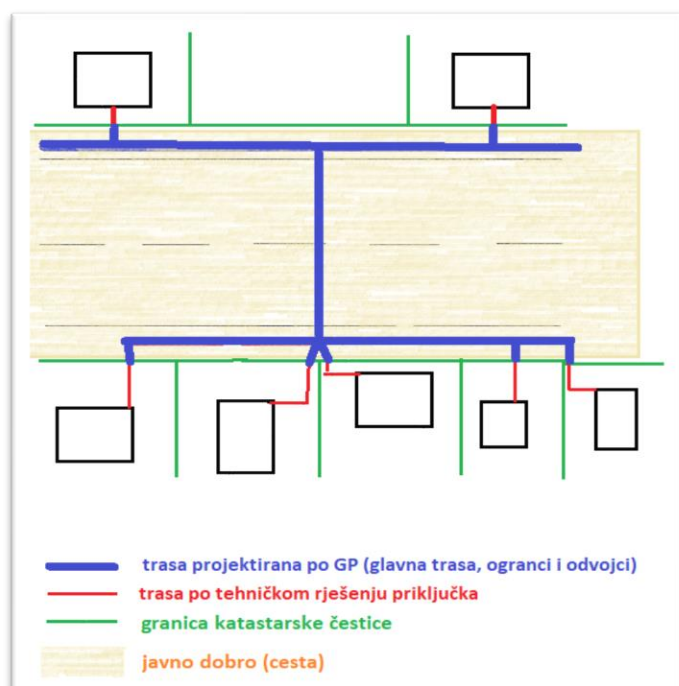 trasa projektirana po GP (glavna trasa, ogranci i odvojci)
trasa po tehničkom rješenju priključka
granica katastarske čestice
javno dobro (cesta)